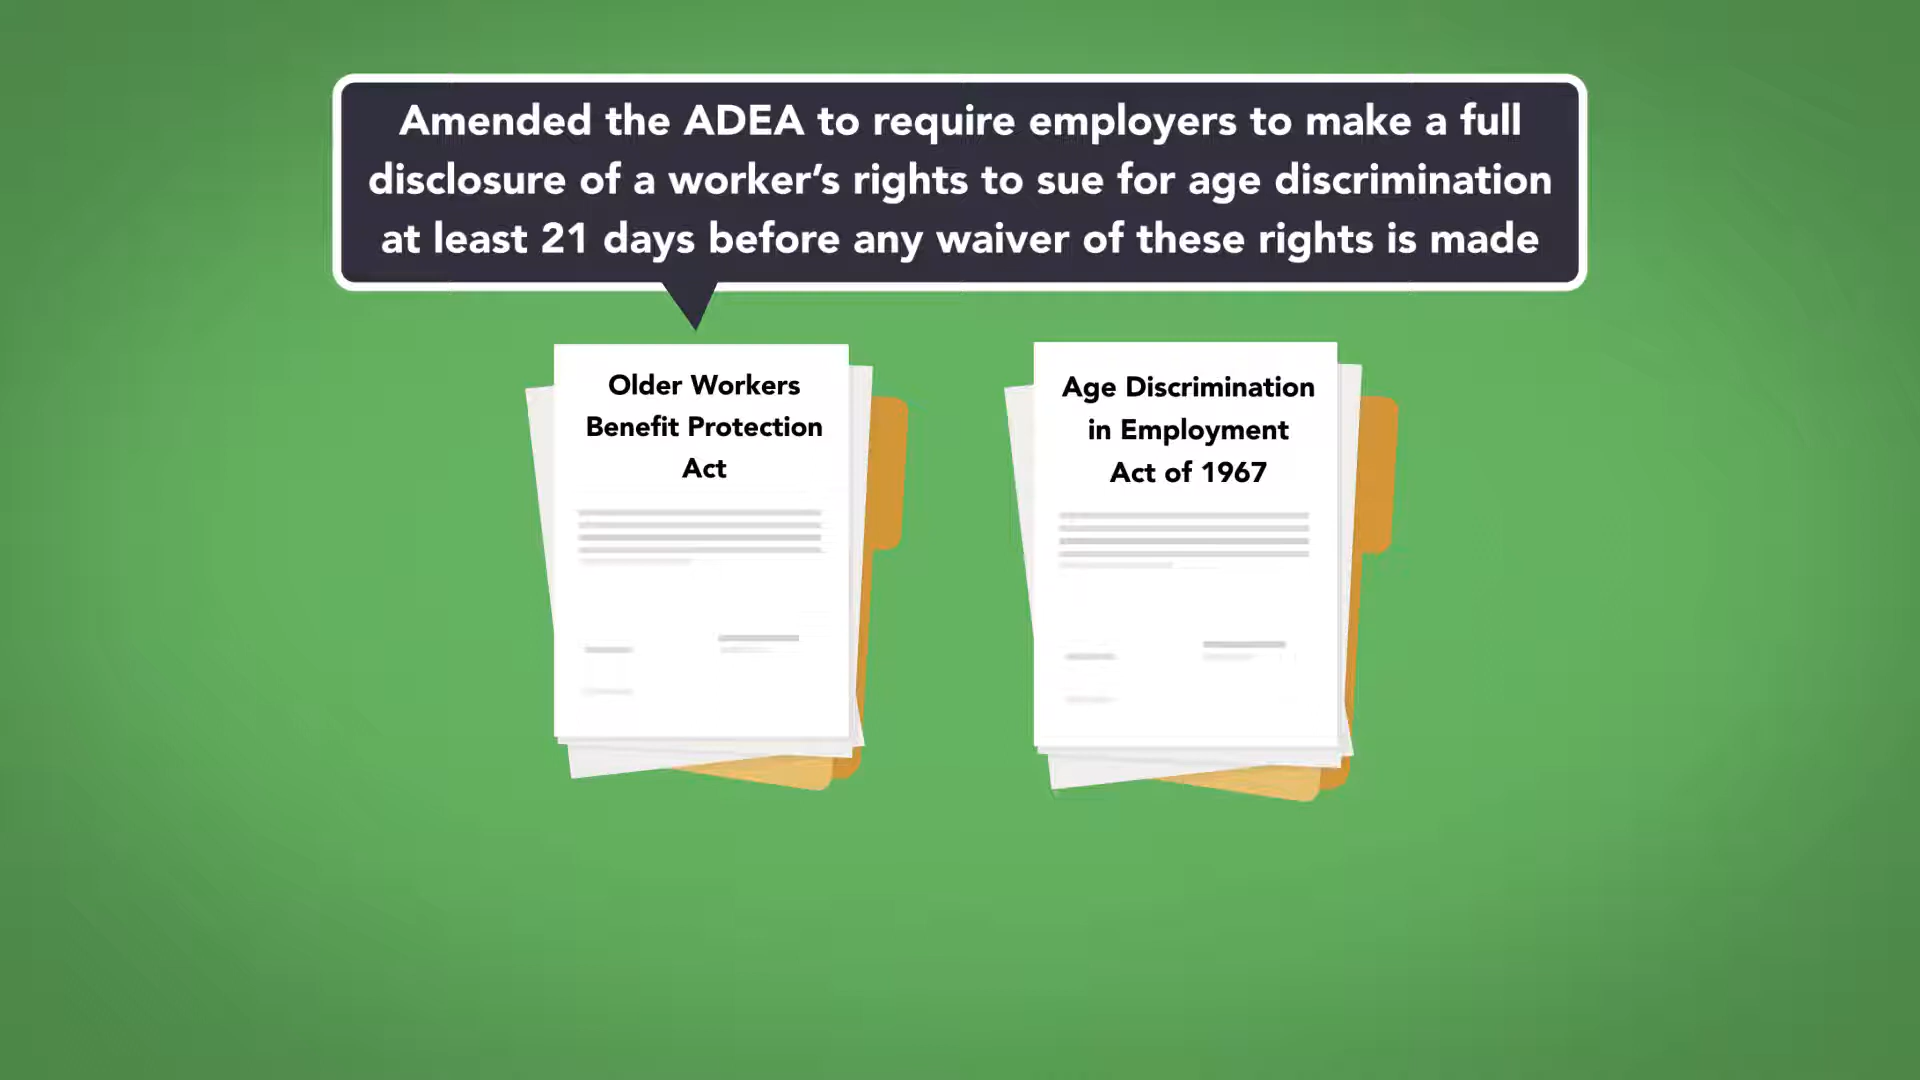 Amended the ADEA to require employers to make a full
disclosure of a worker’s rights to sue for age discrimination
at least 21 days before any waiver of these rights is made
Older Workers
Benefit Protection
Act
Age Discrimination
in Employment
Act of 1967